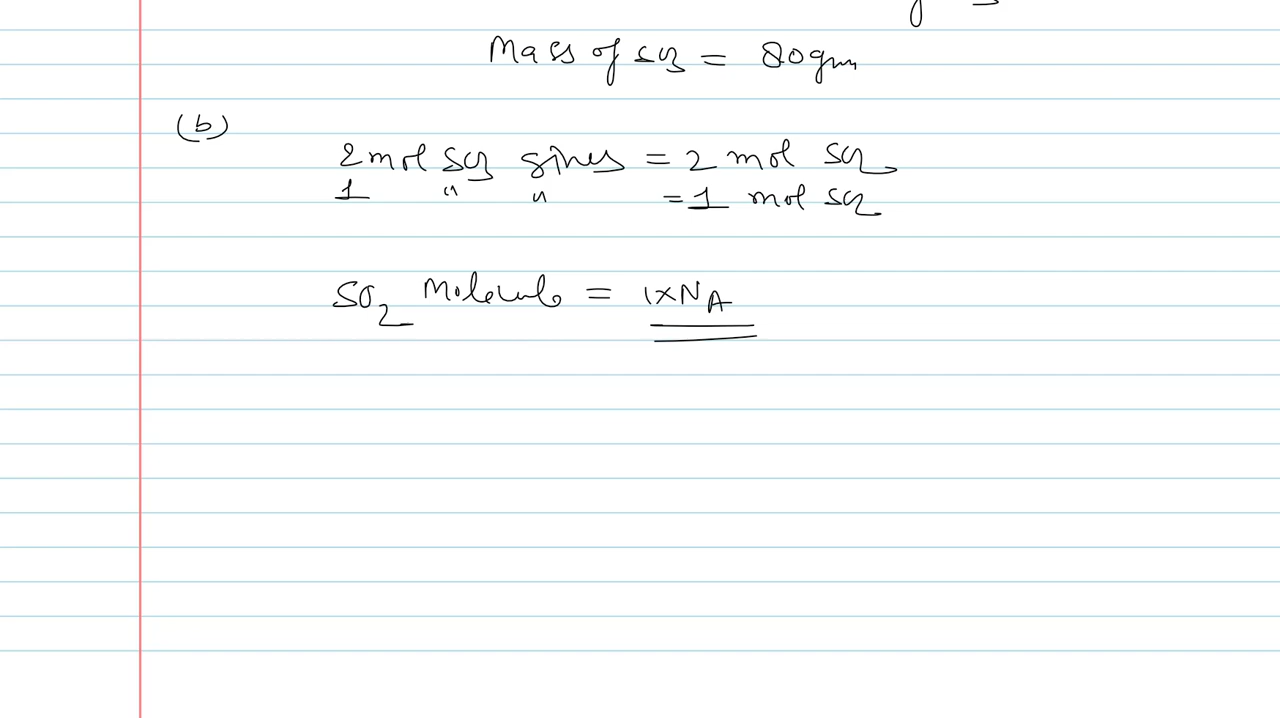 Mass of SO3 = 80gm
(b)
2 mol SO3 gives = 2 mol SO2
1 " " = 1 mol SO2
SO2 Molecule = 1×NA